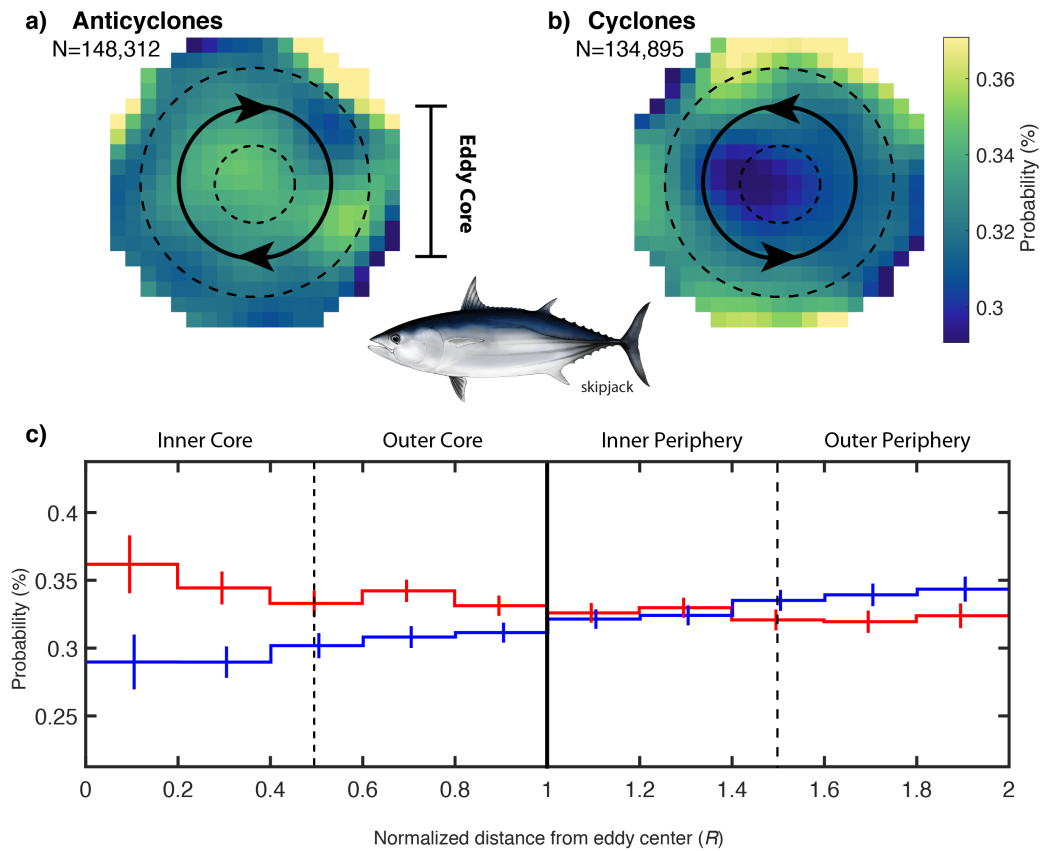 a) Anticyclones
N=148,312
b) Cyclones
N=134,895
Eddy Core
0.36
0.34
0.32
0.3
Probability (%)
skipjack
c)
Inner Core
Outer Core
Inner Periphery
Outer Periphery
0.4
0.35
0.3
0.25
Probability (%)
0 0.2 0.4 0.6 0.8 1 1.2 1.4 1.6 1.8 2
Normalized distance from eddy center (R)